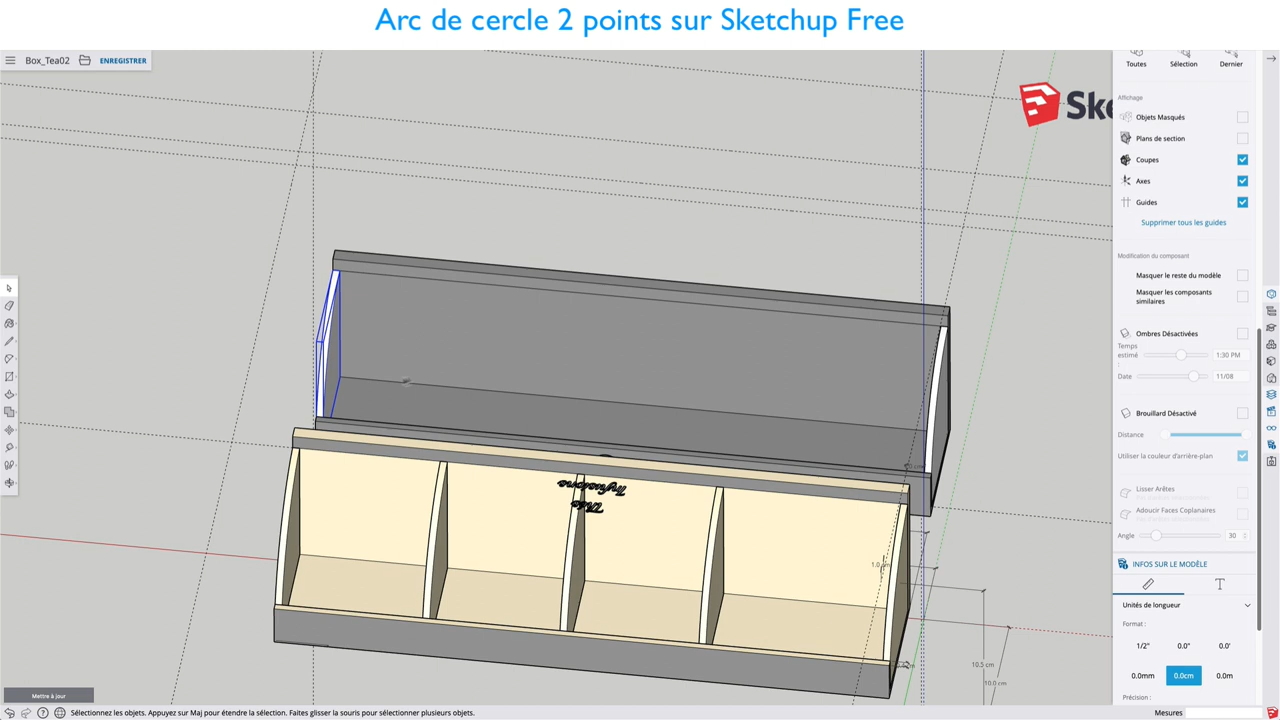 Arc de cercle 2 points sur Sketchup Free
Box_Tea02
ENREGISTRER
Toutes
Sélection
Dernier
Affichage
Objets Masqués
Plans de section
Coupes
Axes
Guides
Supprimer tous les guides
Modification du composant
Masquer le reste du modèle
Masquer les composants
similaires
Ombres Désactivées
Temps
estimé
:
1:30 PM
Date
11/08
Brouillard Désactivé
Distance
Utiliser la couleur d'arrière-plan
Lisser Arêtes
Adoucir Faces Coplanaires
Angle
30
INFOS SUR LE MODÈLE
Unités de longueur
Format :
1/2"
0.0"
0.0'
0.0mm
0.0cm
0.0m
Précision :
10.5 cm
10.0 cm
Mettre à jour
Sélectionnez les objets. Appuyez sur Maj pour étendre la sélection. Faites glisser la souris pour sélectionner plusieurs objets.
Mesures